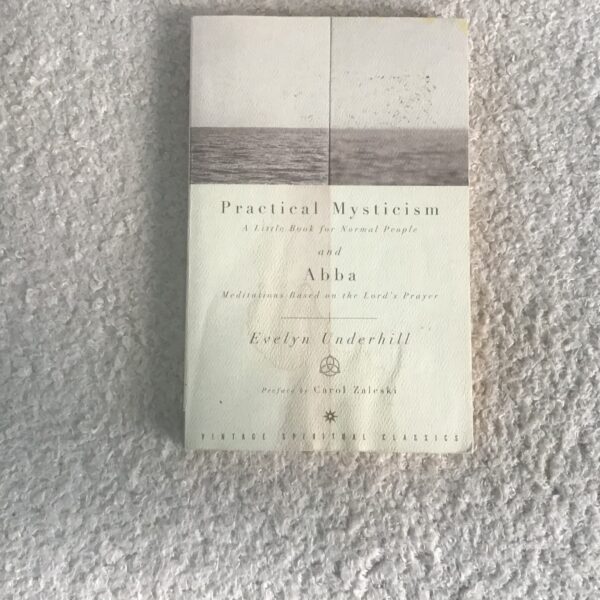 Practical Mysticism
A Little Book for Normal People
and
Abba
Meditations Based on the Lord's Prayer
Evelyn Underhill
Preface by Carol Zaleski
VINTAGE SPIRITUAL CLASSICS